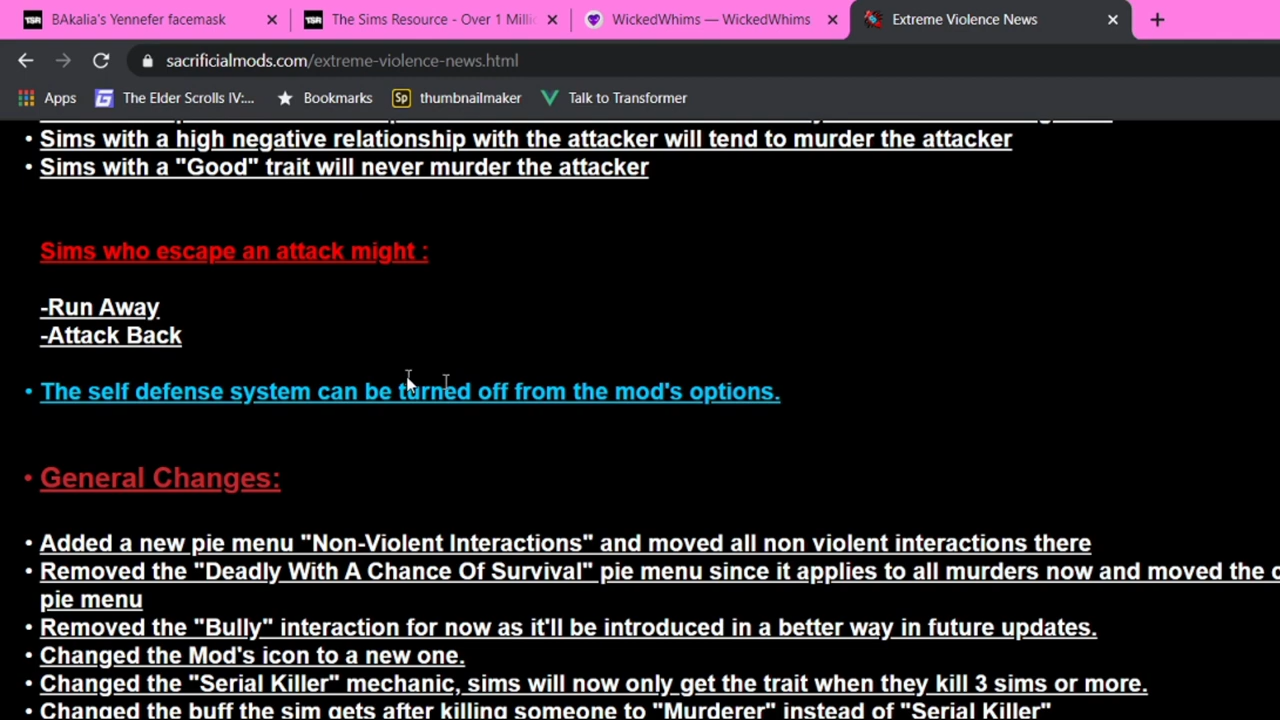 BAkalia's Yennefer facemask
The Sims Resource - Over 1 Milli
WickedWhims — WickedWhims
Extreme Violence News
sacrificialmods.com/extreme-violence-news.html
Apps
The Elder Scrolls IV:...
Bookmarks
thumbnailmaker
Talk to Transformer
• Sims with a high negative relationship with the attacker will tend to murder the attacker
• Sims with a "Good" trait will never murder the attacker
Sims who escape an attack might :
-Run Away
-Attack Back
• The self defense system can be turned off from the mod's options.
• General Changes:
• Added a new pie menu "Non-Violent Interactions" and moved all non violent interactions there
• Removed the "Deadly With A Chance Of Survival" pie menu since it applies to all murders now and moved the
pie menu
• Removed the "Bully" interaction for now as it'll be introduced in a better way in future updates.
• Changed the Mod's icon to a new one.
• Changed the "Serial Killer" mechanic, sims will now only get the trait when they kill 3 sims or more.
• Changed the buff the sim gets after killing someone to "Murderer" instead of "Serial Killer"